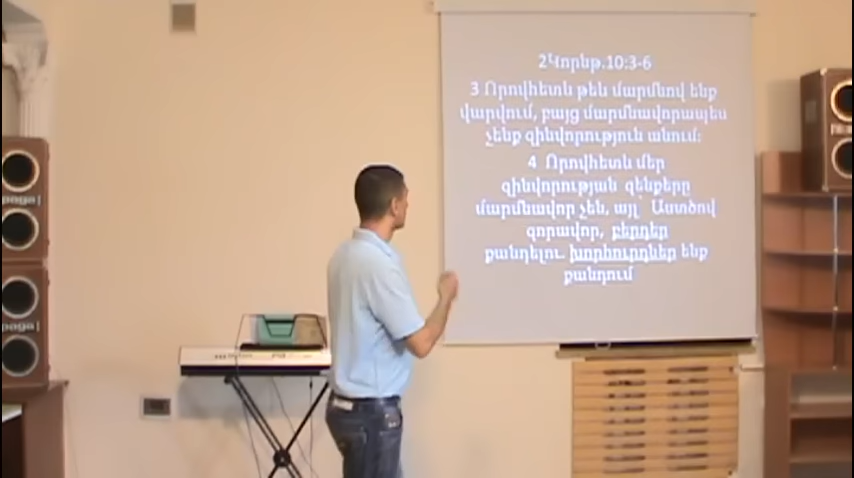 2Կորնթ.10:3-6
3 Որովհետև թեև մարմնով ենք
վարվում, բայց մարմնավորապես
չենք զինվորություն անում:
4 Որովհետև մեր
զինվորության զենքերը
մարմնավոր չեն, այլ՝ Աստծով
զորավոր, բերդեր
քանդելու. խորհուրդներ ենք
քանդում